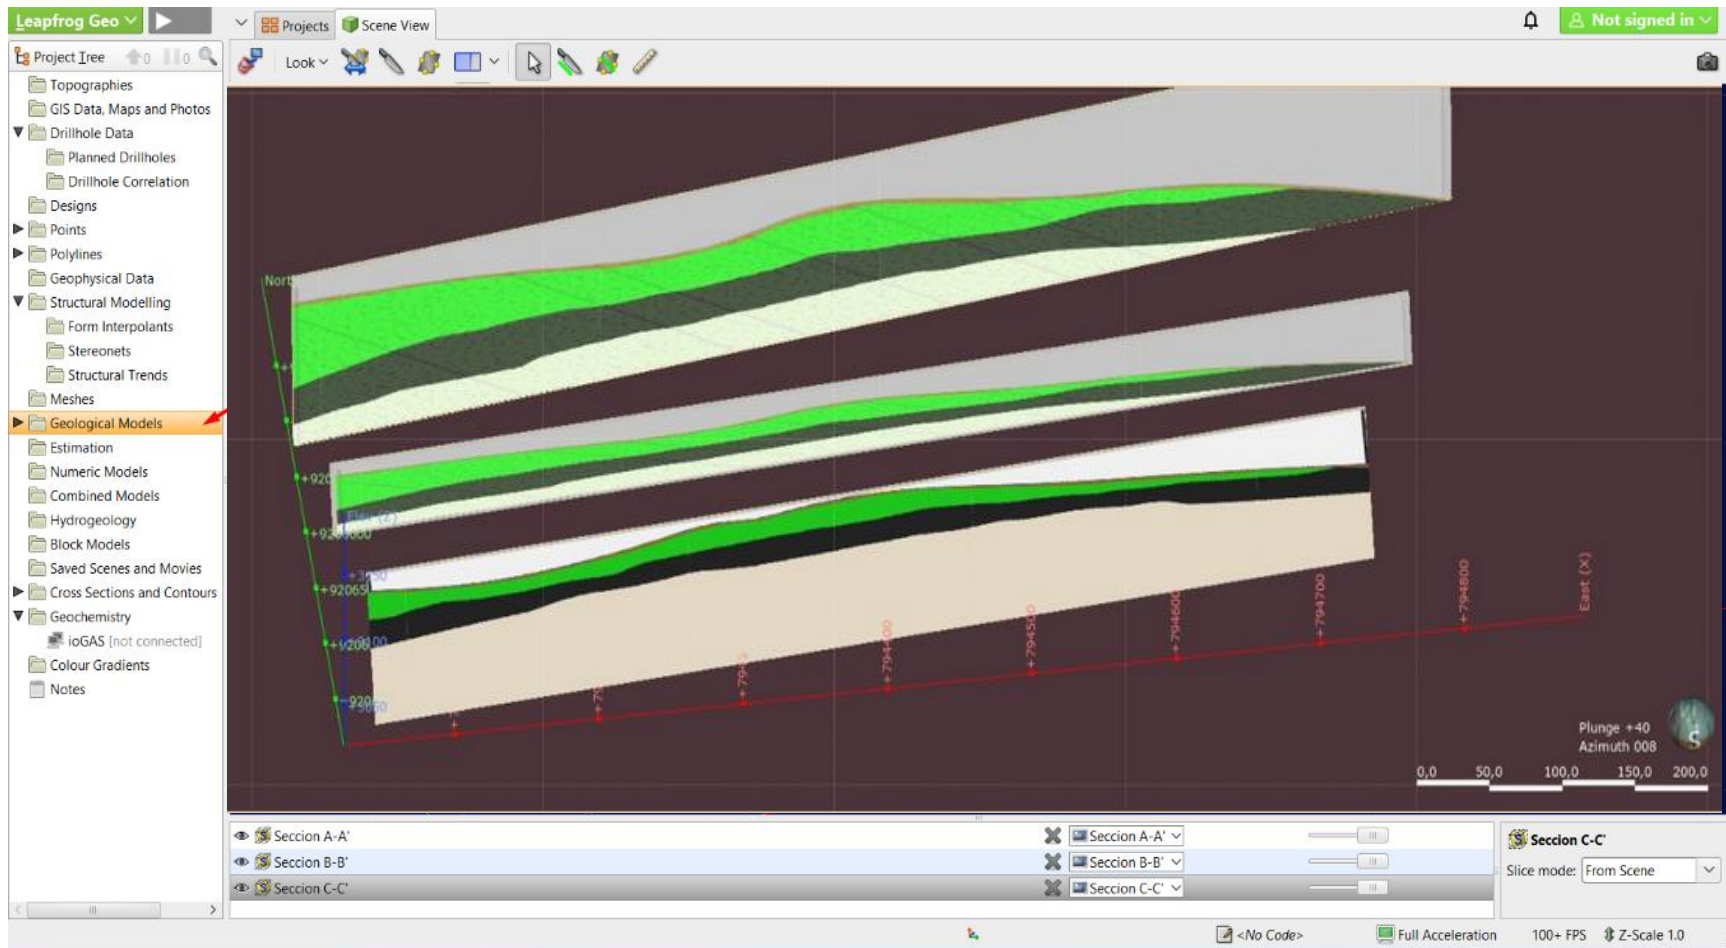 Leapfrog Geo
Projects
Scene View
Not signed in
Project Tree
0
0
Look
Topographies
GIS Data, Maps and Photos
Drillhole Data
Planned Drillholes
Drillhole Correlation
Designs
Points
Polylines
Geophysical Data
Structural Modelling
Form Interpolants
Stereonets
Structural Trends
Meshes
Geological Models
Estimation
Numeric Models
Combined Models
Hydrogeology
Block Models
Saved Scenes and Movies
Cross Sections and Contours
Geochemistry
ioGAS [not connected]
Colour Gradients
Notes
+794500
+794600
+794700
+794800
East (X)
Plunge +40
Azimuth 008
S
0,0 50,0 100,0 150,0 200,0
Seccion A-A' Seccion A-A'
Seccion B-B' Seccion B-B'
Seccion C-C' Seccion C-C'
Seccion C-C'
Slice mode: From Scene
<No Code> Full Acceleration 100+ FPS Z-Scale 1.0